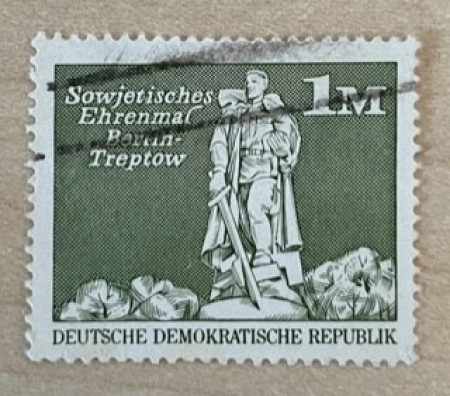 Sowjetisches
Ehrenmal
Berlin-
Treptow
1M
DEUTSCHE DEMOKRATISCHE REPUBLIK